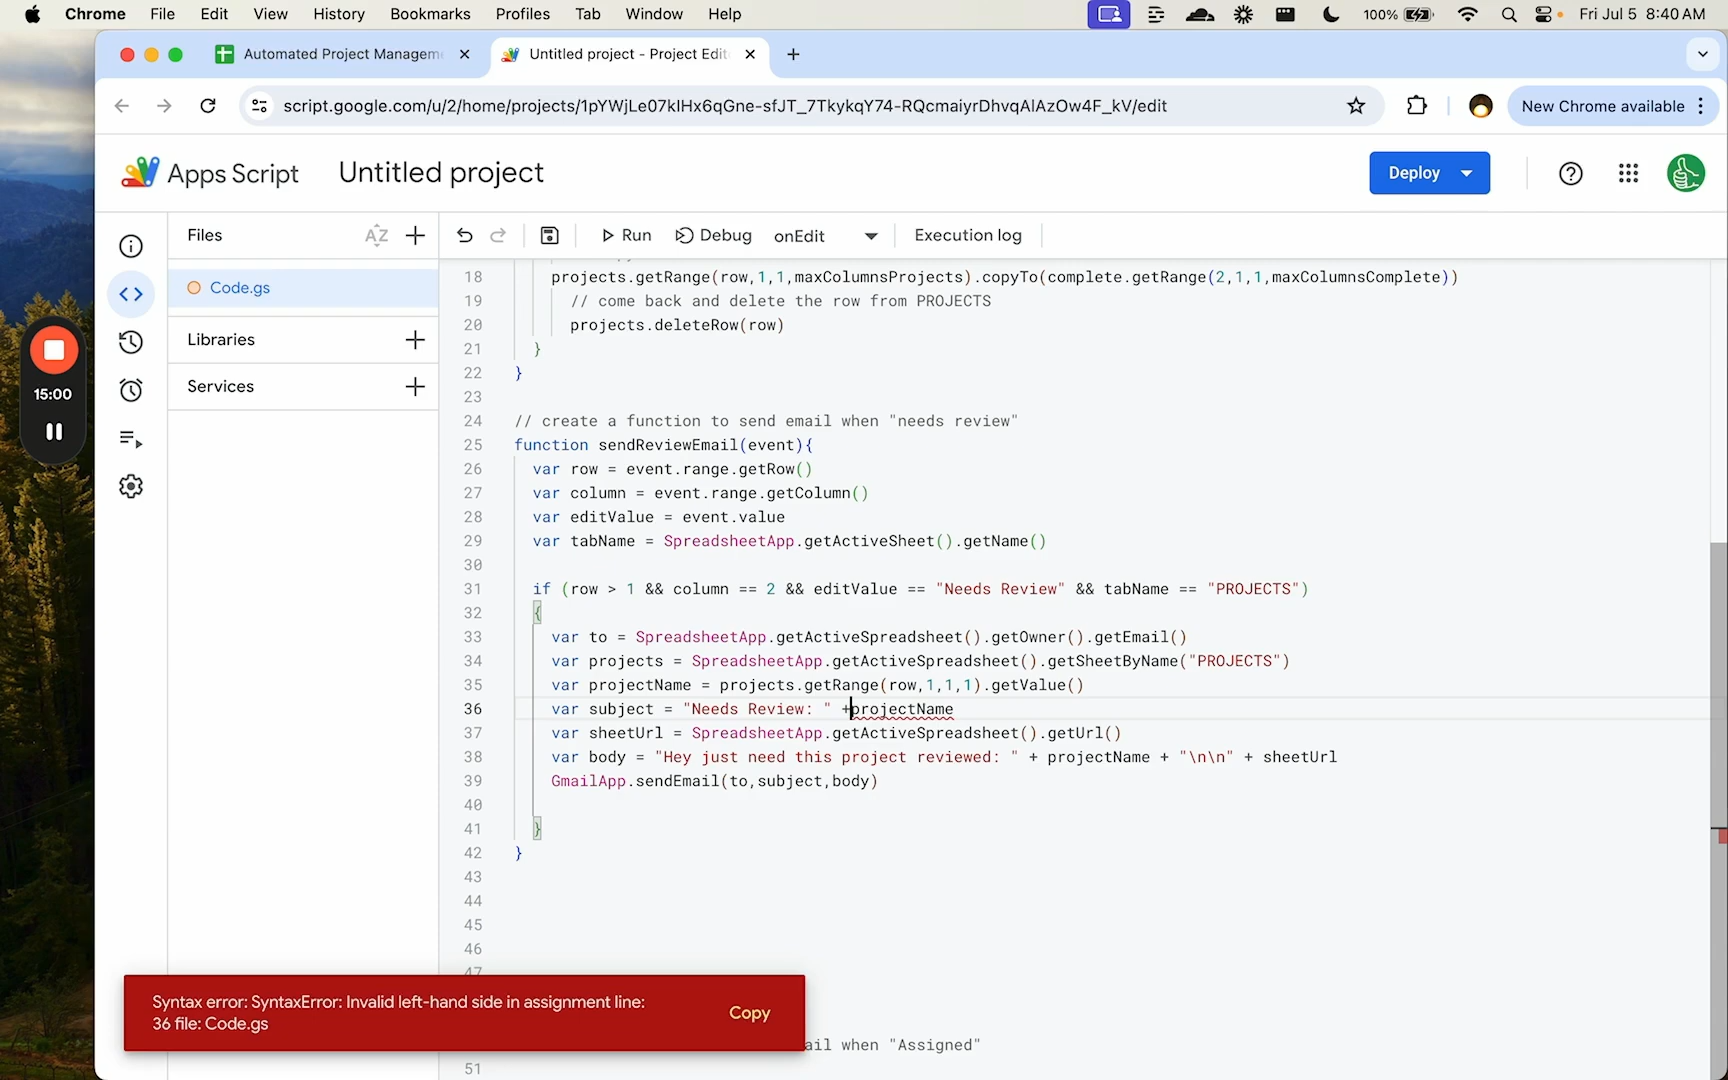 Chrome File Edit View History Bookmarks Profiles Tab Window Help 100% Fri Jul 5 8:40 AM
Automated Project Managem Untitled project - Project Edit
script.google.com/u/2/home/projects/1pYWjLe07kIHx6qGne-sfJT_7TkykqY74-RQcmaiyrDhvqAlAzOw4F_kV/edit New Chrome available
Apps Script Untitled project Deploy
Files AZ Run Debug onEdit Execution log
Code.gs
Libraries
Services
15:00
18 projects.getRange(row,1,1,maxColumnsProjects).copyTo(complete.getRange(2,1,1,maxColumnsComplete))
19 // come back and delete the row from PROJECTS
20 projects.deleteRow(row)
21 }
22 }
23
24 // create a function to send email when "needs review"
25 function sendReviewEmail(event){
26 var row = event.range.getRow()
27 var column = event.range.getColumn()
28 var editValue = event.value
29 var tabName = SpreadsheetApp.getActiveSheet().getName()
30
31 if (row > 1 && column == 2 && editValue == "Needs Review" && tabName == "PROJECTS")
32 {
33 var to = SpreadsheetApp.getActiveSpreadsheet().getOwner().getEmail()
34 var projects = SpreadsheetApp.getActiveSpreadsheet().getSheetByName("PROJECTS")
35 var projectName = projects.getRange(row,1,1,1).getValue()
36 var subject = "Needs Review: " +projectName
37 var sheetUrl = SpreadsheetApp.getActiveSpreadsheet().getUrl()
38 var body = "Hey just need this project reviewed: " + projectName + "\n\n" + sheetUrl
39 GmailApp.sendEmail(to,subject,body)
40
41 }
42 }
43
44
45
46
47
Syntax error: SyntaxError: Invalid left-hand side in assignment line:
36 file: Code.gs
Copy
ail when "Assigned"
51